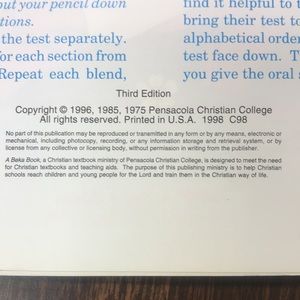 out your pencil down
tions.
the test separately.
for each section from
Repeat each blend,
find it helpful to
bring their test to
alphabetical order
test face down. T
you give the oral s
Third Edition
Copyright © 1996, 1985, 1975 Pensacola Christian College
All rights reserved. Printed in U.S.A. 1998 C98
No part of this publication may be reproduced or transmitted in any form or by any means, electronic or
mechanical, including photocopy, recording, or any information storage and retrieval system, or by
license from any collective or licensing body, without permission in writing from the publisher.
A Beka Book, a Christian textbook ministry of Pensacola Christian College, is designed to meet the need
for Christian textbooks and teaching aids. The purpose of this publishing ministry is to help Christian
schools reach children and young people for the Lord and train them in the Christian way of life.